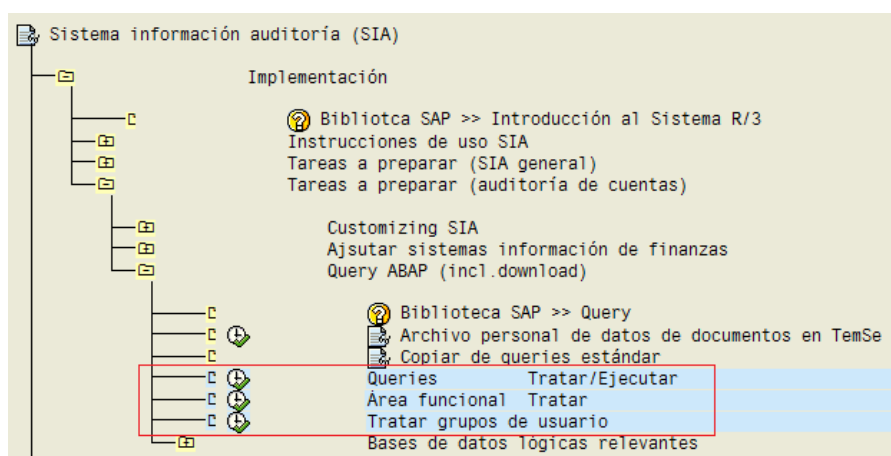 Sistema información auditoría (SIA)
Implementación
Bibliotca SAP >> Introducción al Sistema R/3
Instrucciones de uso SIA
Tareas a preparar (SIA general)
Tareas a preparar (auditoría de cuentas)
Customizing SIA
Ajsutar sistemas información de finanzas
Query ABAP (incl.download)
Biblioteca SAP >> Query
Archivo personal de datos de documentos en TemSe
Copiar de queries estándar
Queries Tratar/Ejecutar
Área funcional Tratar
Tratar grupos de usuario
Bases de datos lógicas relevantes